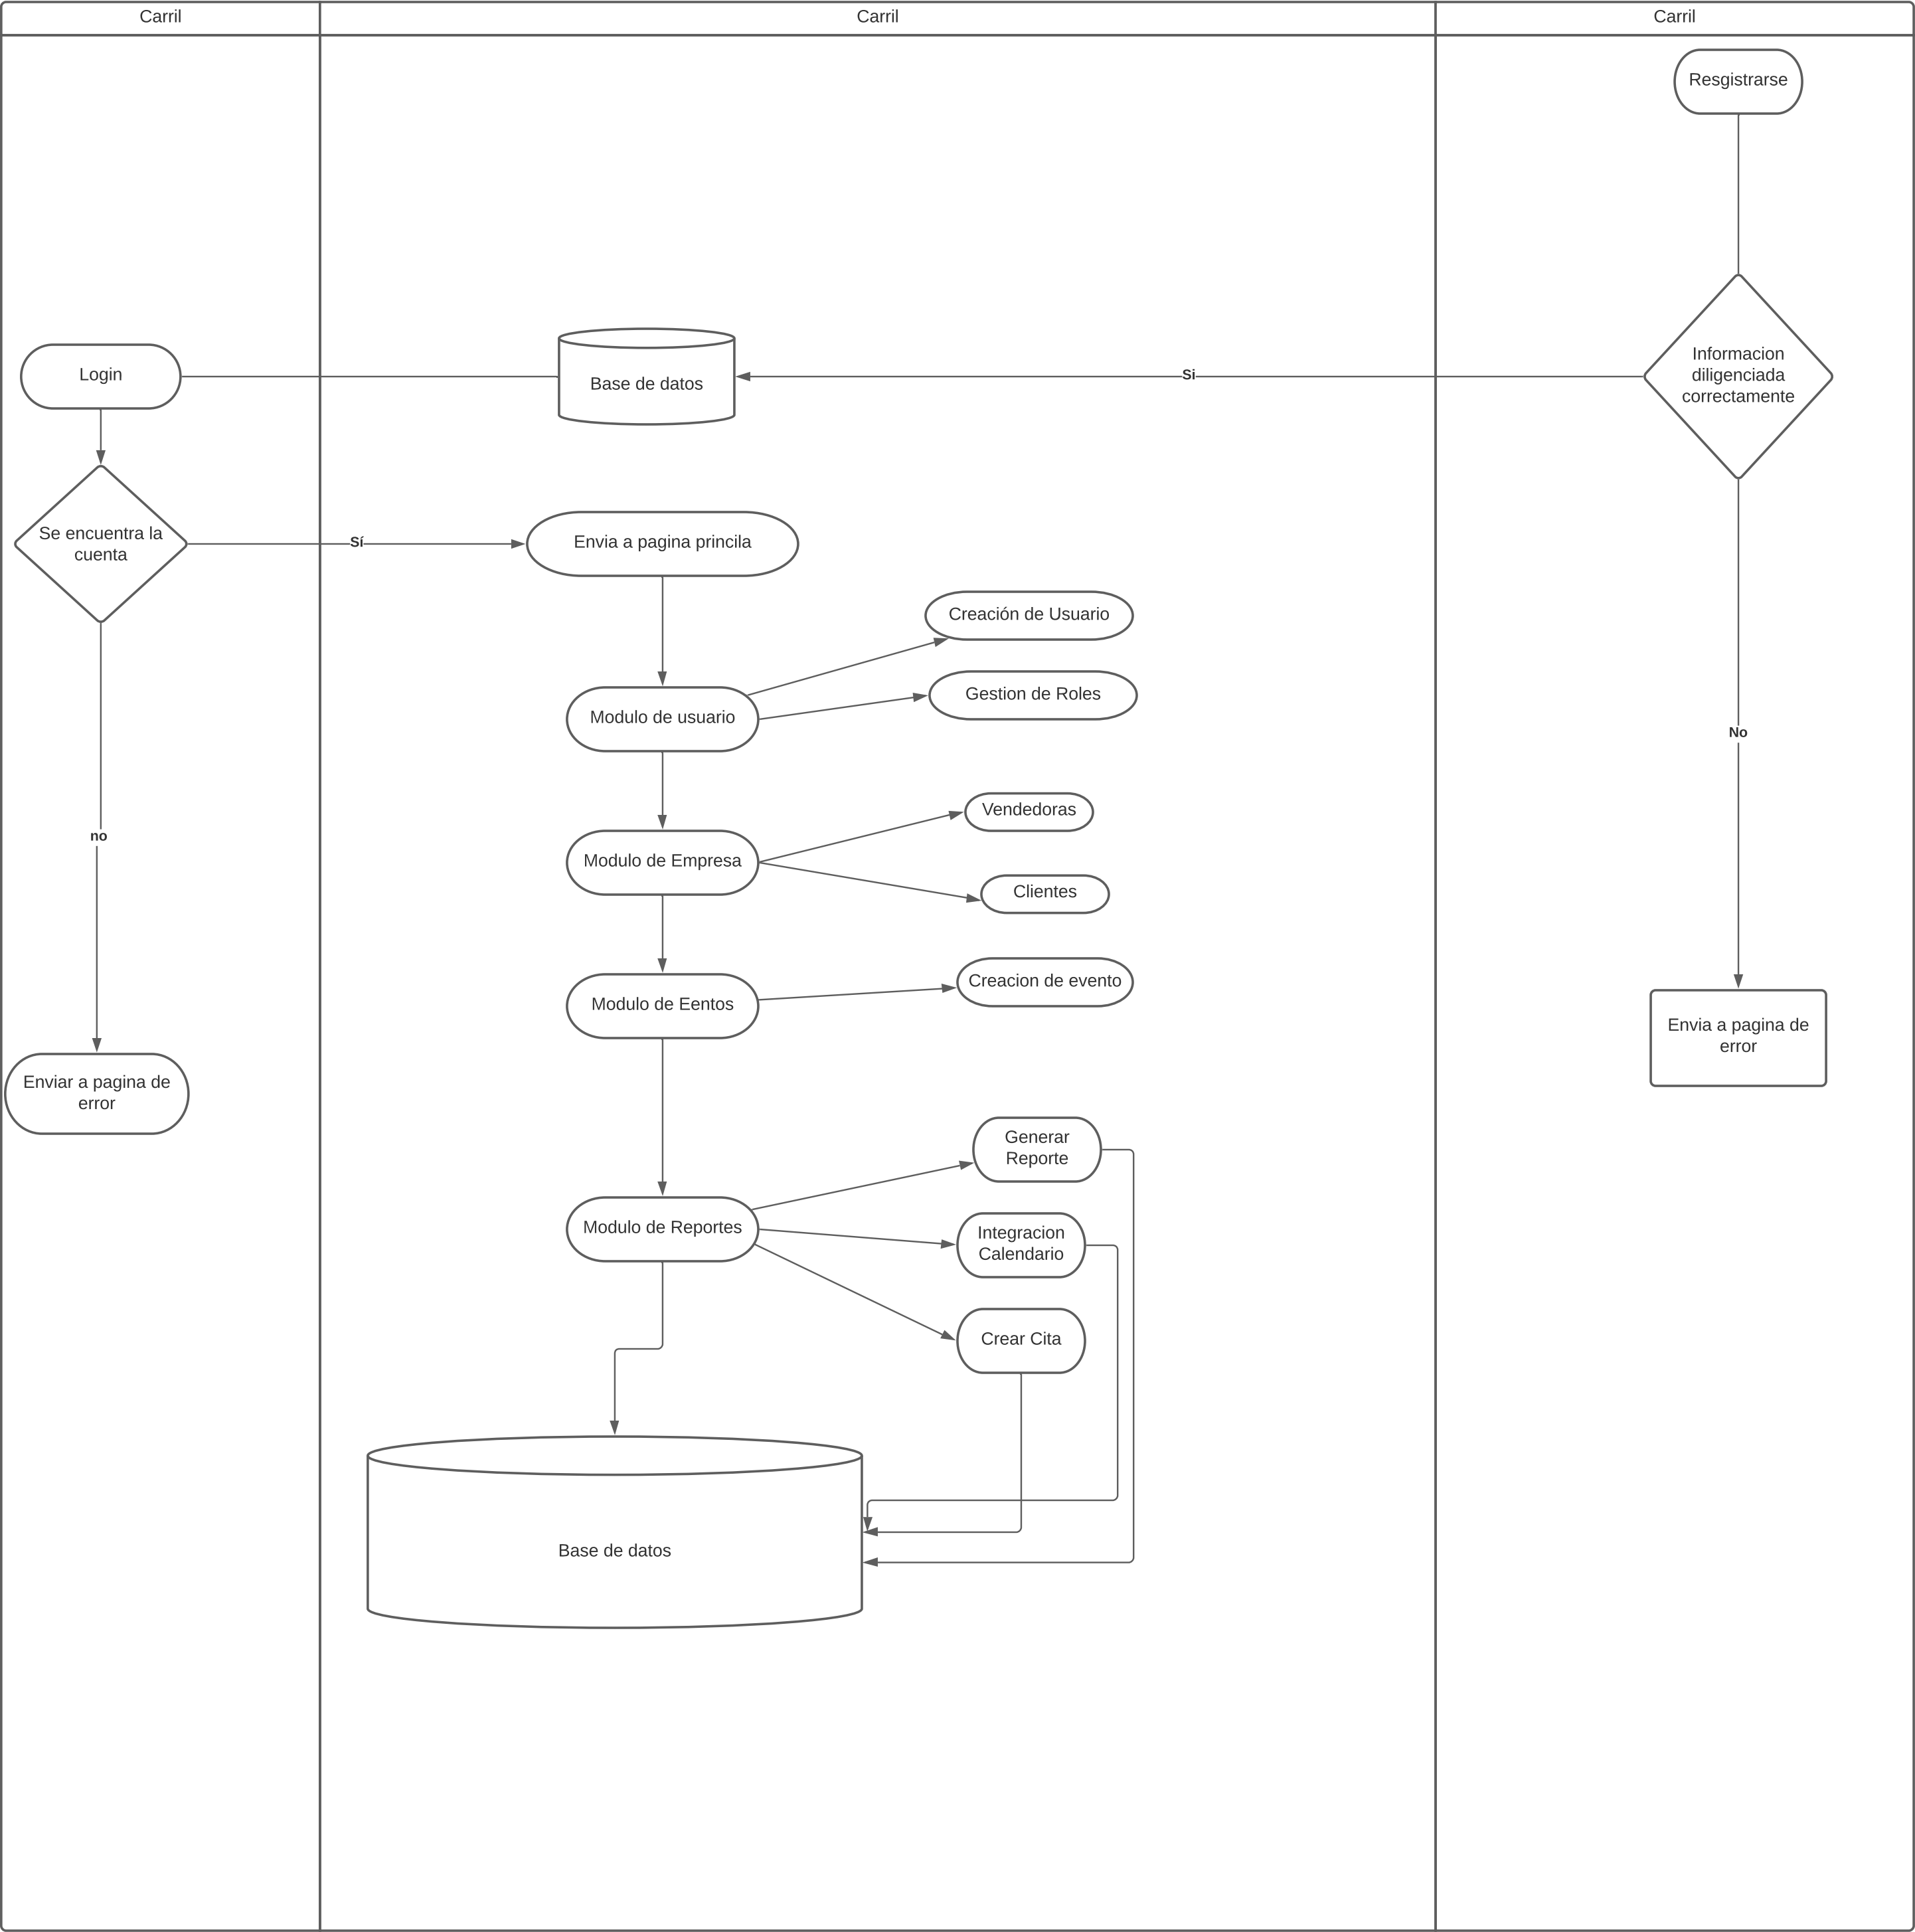 Carril
Carril
Carril
Resgistrarse
Informacion
diligenciada
correctamente
Login
Base de datos
Si
Se encuentra la
cuenta
Sí
Envia a pagina princila
Creación de Usuario
Gestion de Roles
Modulo de usuario
No
Vendedoras
no
Modulo de Empresa
Clientes
Creacion de evento
Modulo de Eentos
Envia a pagina de
error
Enviar a pagina de
error
Generar
Reporte
Modulo de Reportes
Integracion
Calendario
Crear Cita
Base de datos